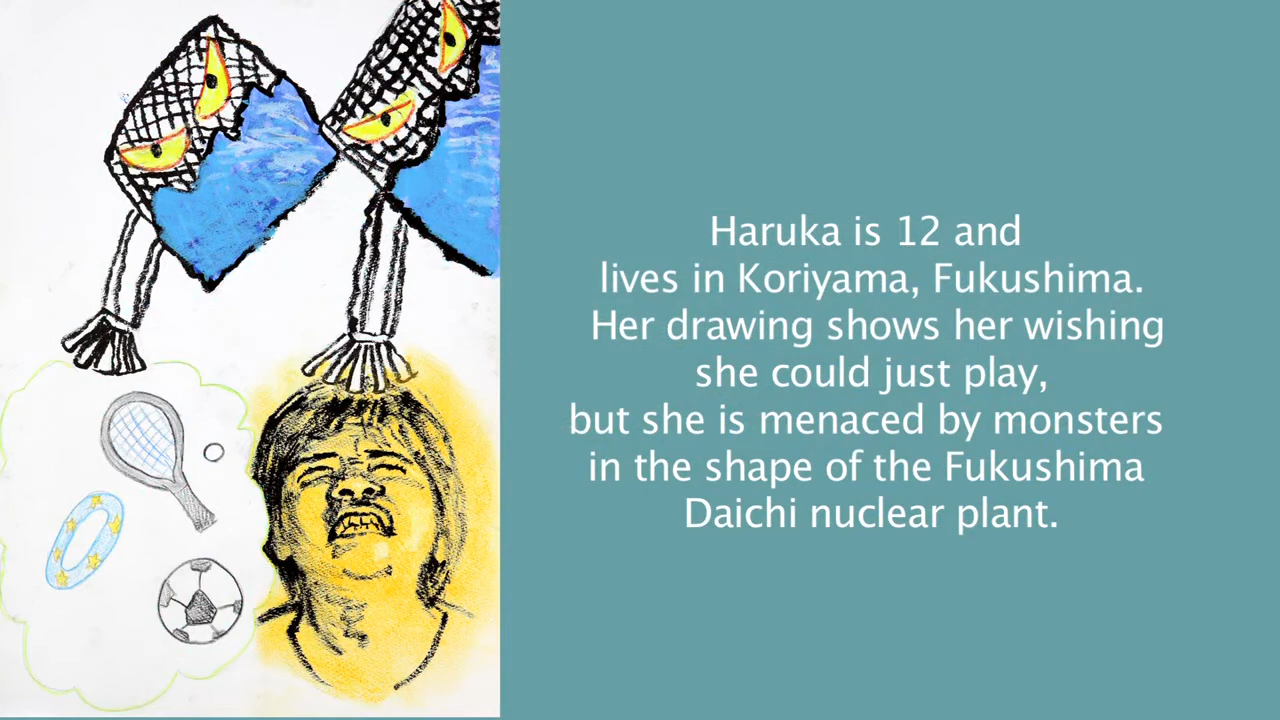 Haruka is 12 and
lives in Koriyama, Fukushima.
Her drawing shows her wishing
she could just play,
but she is menaced by monsters
in the shape of the Fukushima
Daichi nuclear plant.